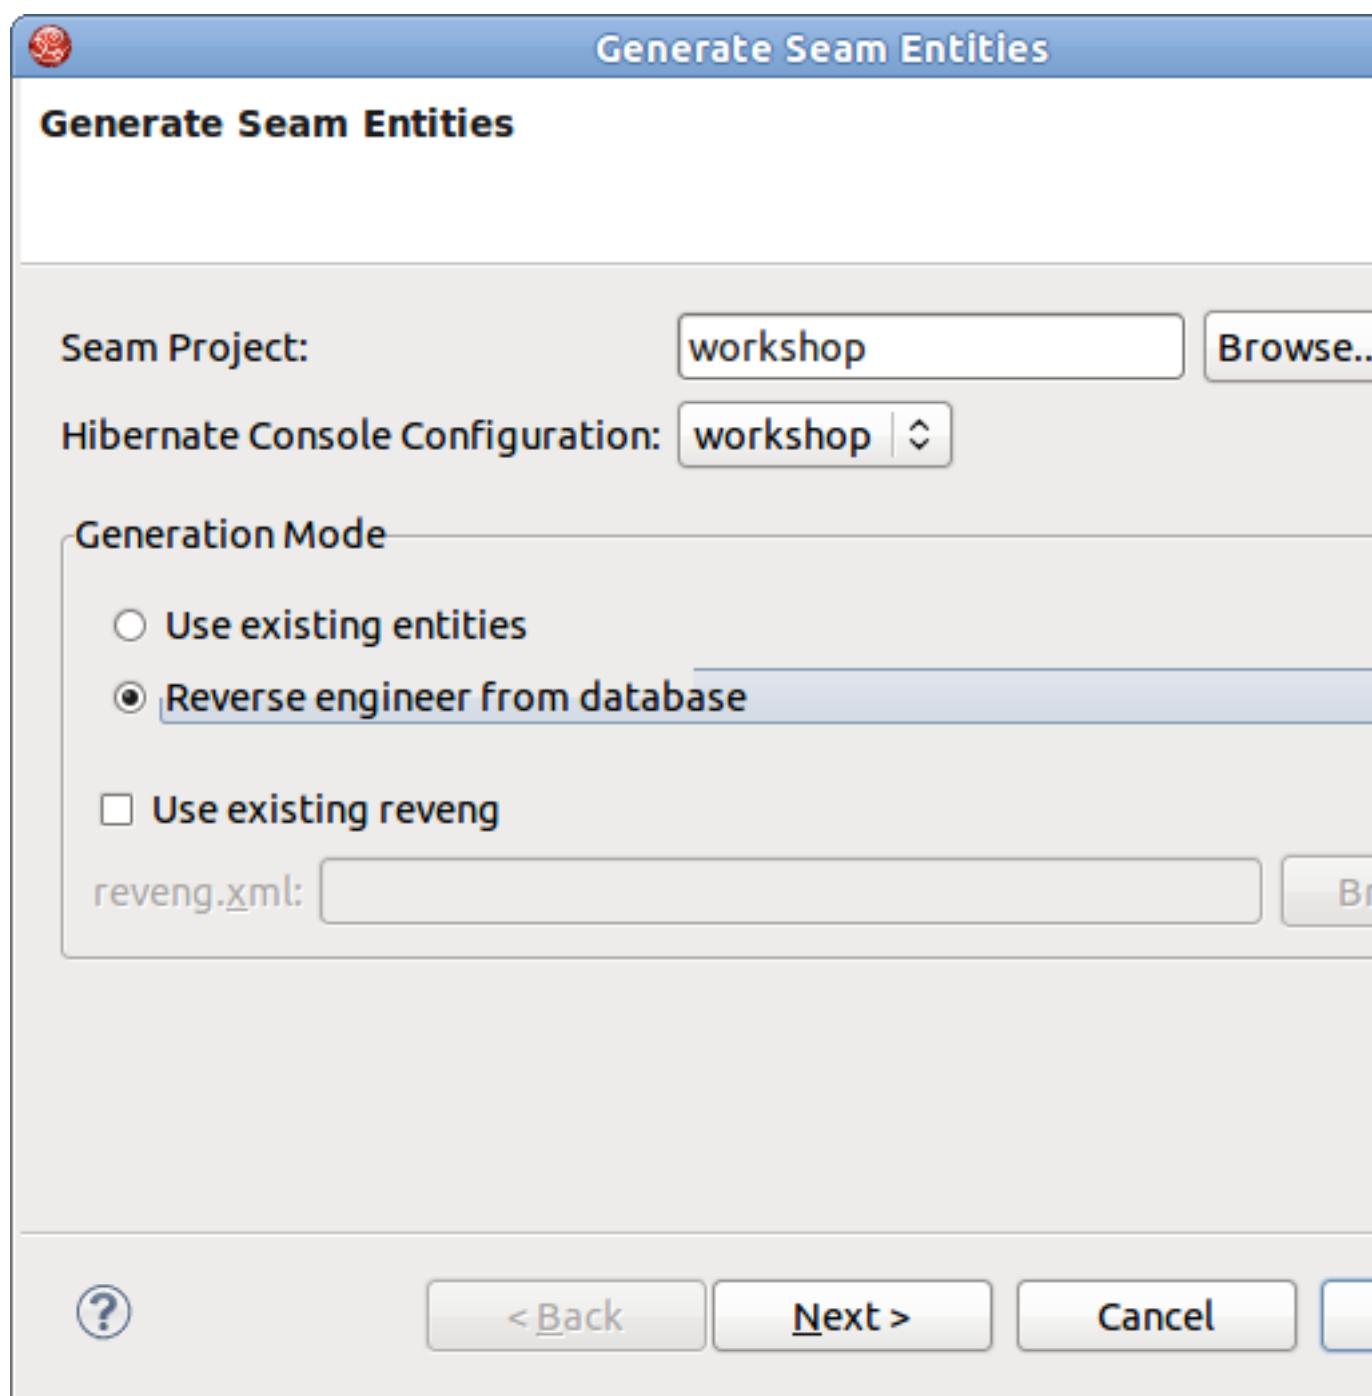 Generate Seam Entities
Generate Seam Entities
Seam Project: workshop Browse..
Hibernate Console Configuration: workshop
Generation Mode
Use existing entities
Reverse engineer from database
Use existing reveng
reveng.xml:
? < Back Next > Cancel